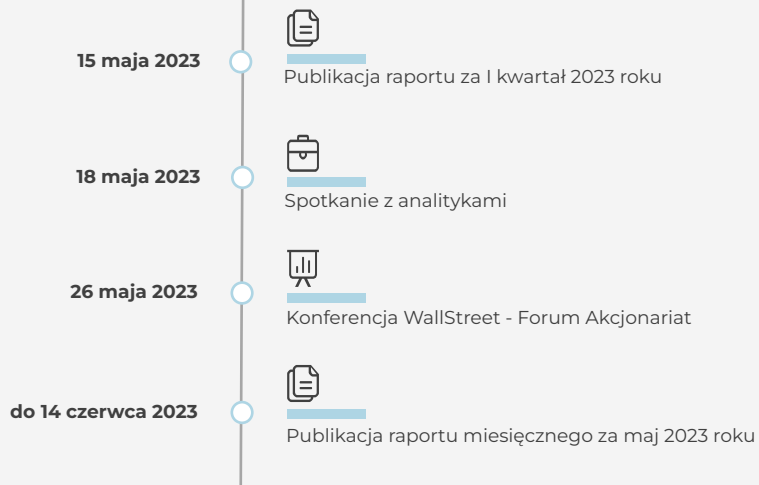 15 maja 2023
Publikacja raportu za I kwartał 2023 roku
18 maja 2023
Spotkanie z analitykami
26 maja 2023
Konferencja WallStreet - Forum Akcjonariat
do 14 czerwca 2023
Publikacja raportu miesięcznego za maj 2023 roku